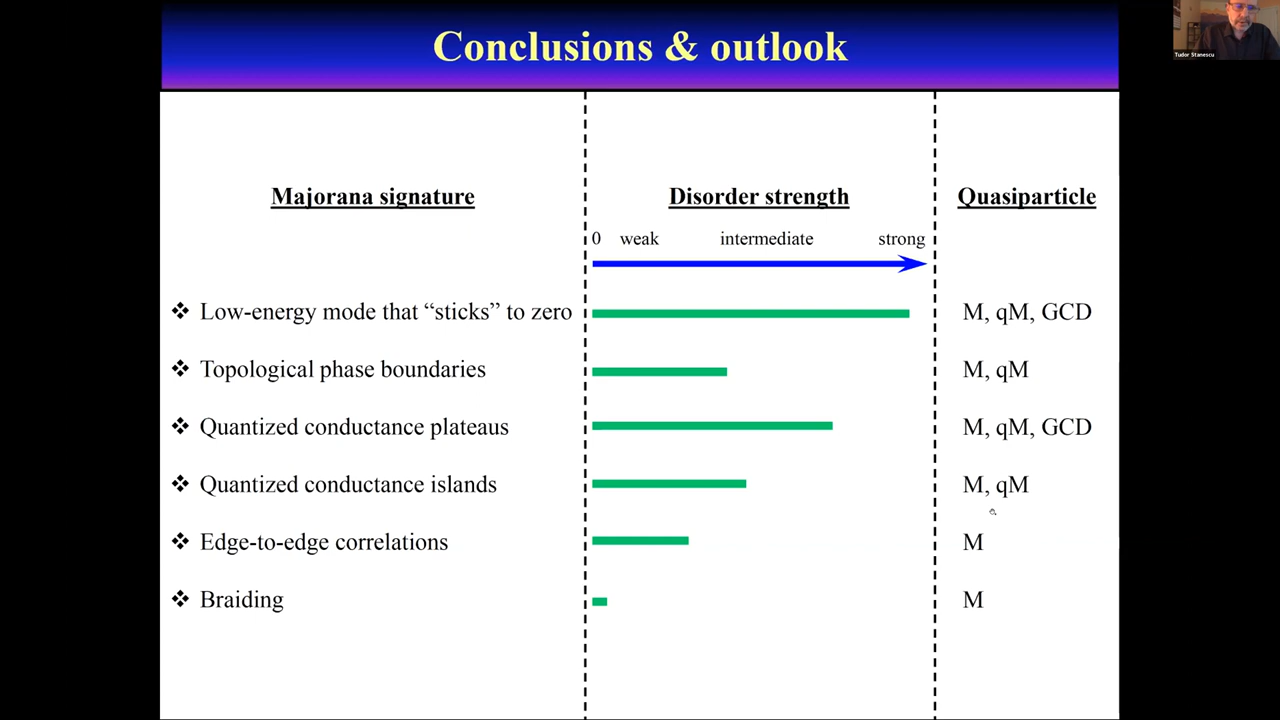 Conclusions & outlook
Tudor Stanescu
Majorana signature
Disorder strength
Quasiparticle
0 weak intermediate strong
❖ Low-energy mode that “sticks” to zero
M, qM, GCD
❖ Topological phase boundaries
M, qM
❖ Quantized conductance plateaus
M, qM, GCD
❖ Quantized conductance islands
M, qM
❖ Edge-to-edge correlations
M
❖ Braiding
M